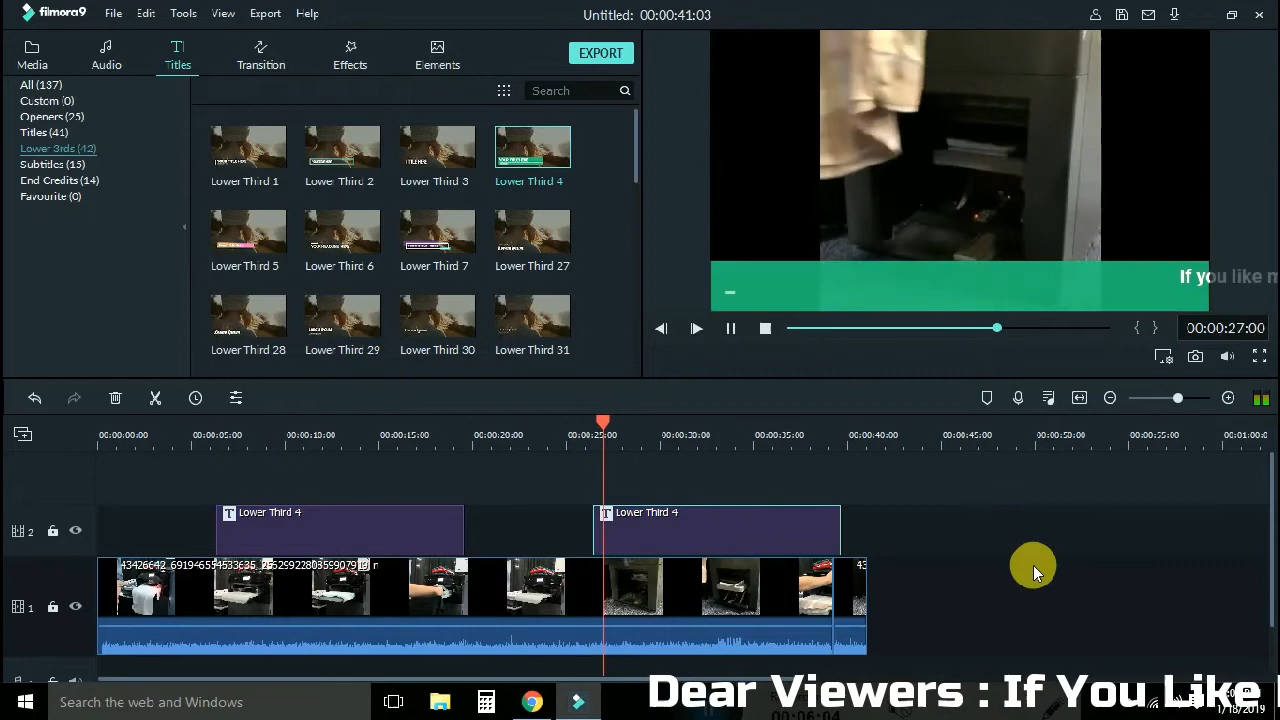 filmora9
File Edit Tools View Export Help
Untitled: 00:00:41:03
Media Audio Titles Transition Effects Elements
EXPORT
All (137)
Custom (0)
Openers (25)
Titles (41)
Lower 3rds (42)
Subtitles (15)
End Credits (14)
Favourite (0)
Search
Lower Third 1 Lower Third 2 Lower Third 3 Lower Third 4
Lower Third 5 Lower Third 6 Lower Third 7 Lower Third 27
Lower Third 28 Lower Third 29 Lower Third 30 Lower Third 31
If you like m
00:00:27:00
00:00:00:00 00:00:05:00 00:00:10:00 00:00:15:00 00:00:20:00 00:00:25:00 00:00:30:00 00:00:35:00 00:00:40:00 00:00:45:00 00:00:50:00 00:00:55:00 00:01:00:0
2
T Lower Third 4
T Lower Third 4
1
Search the web and Windows
Dear Viewers : If You Like
1/18/2019